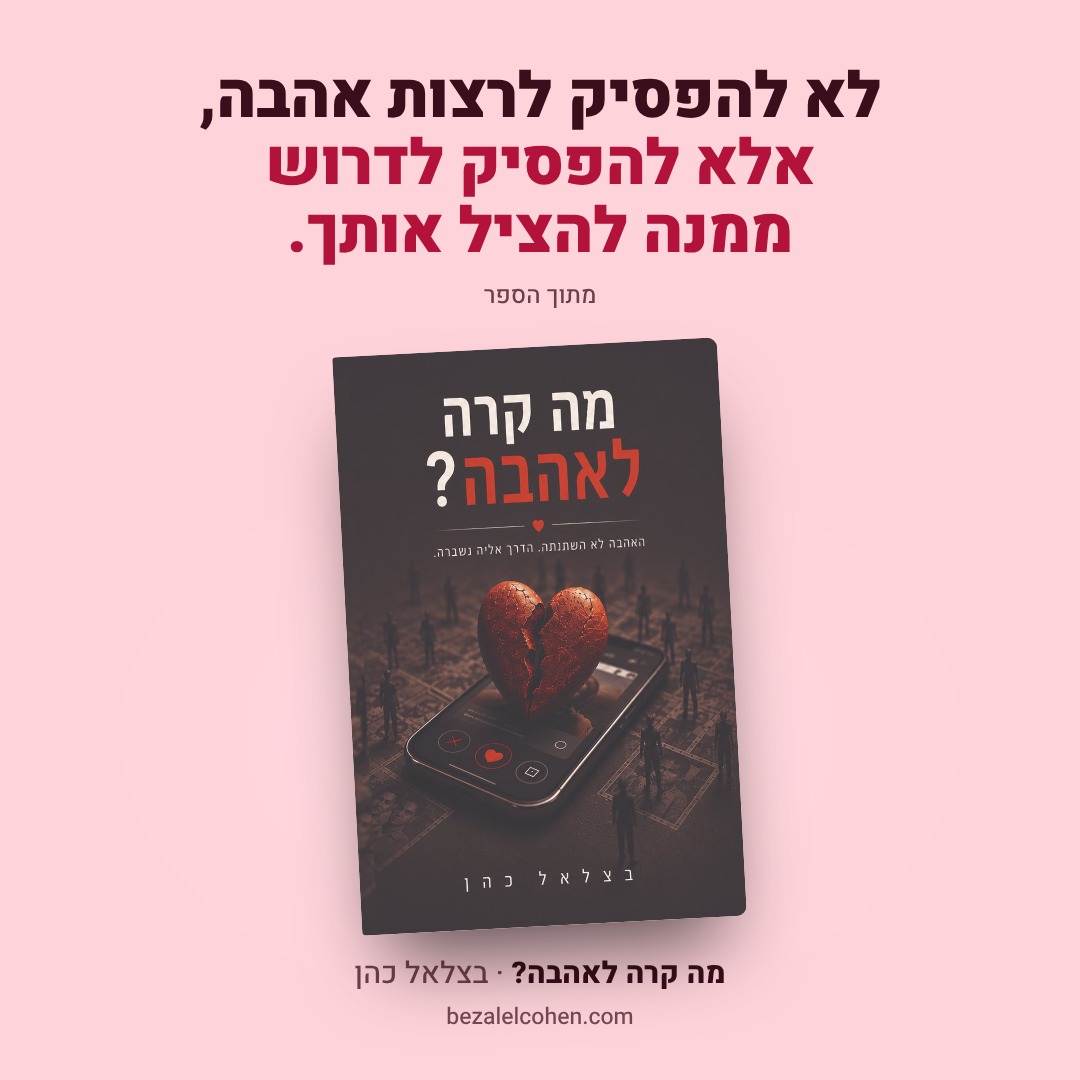 לא להפסיק לרצות אהבה,
אלא להפסיק לדרוש
ממנה להציל אותך.
מתוך הספר
מה קרה
לאהבה?
האהבה לא השתנתה. הדרך אליה נשברה.
בצלאל כהן
מה קרה לאהבה? · בצלאל כהן
bezalelcohen.com